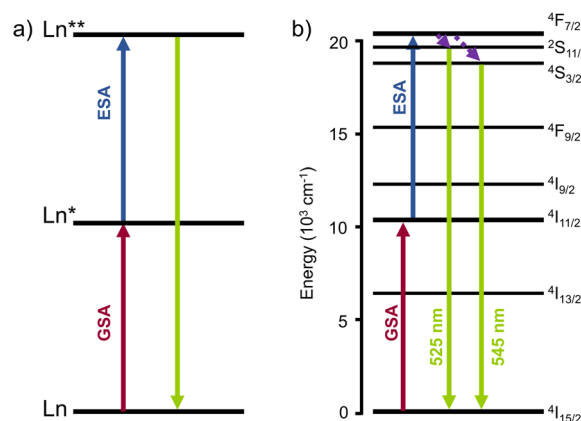 a)
Ln**
ESA
Ln*
GSA
Ln
b)
Energy (10³ cm⁻¹)
20
15
10
5
0
ESA
GSA
525 nm
545 nm
⁴F₇/₂
²S₁₁/
⁴S₃/₂
⁴F₉/₂
⁴I₉/₂
⁴I₁₁/₂
⁴I₁₃/₂
⁴I₁₅/₂